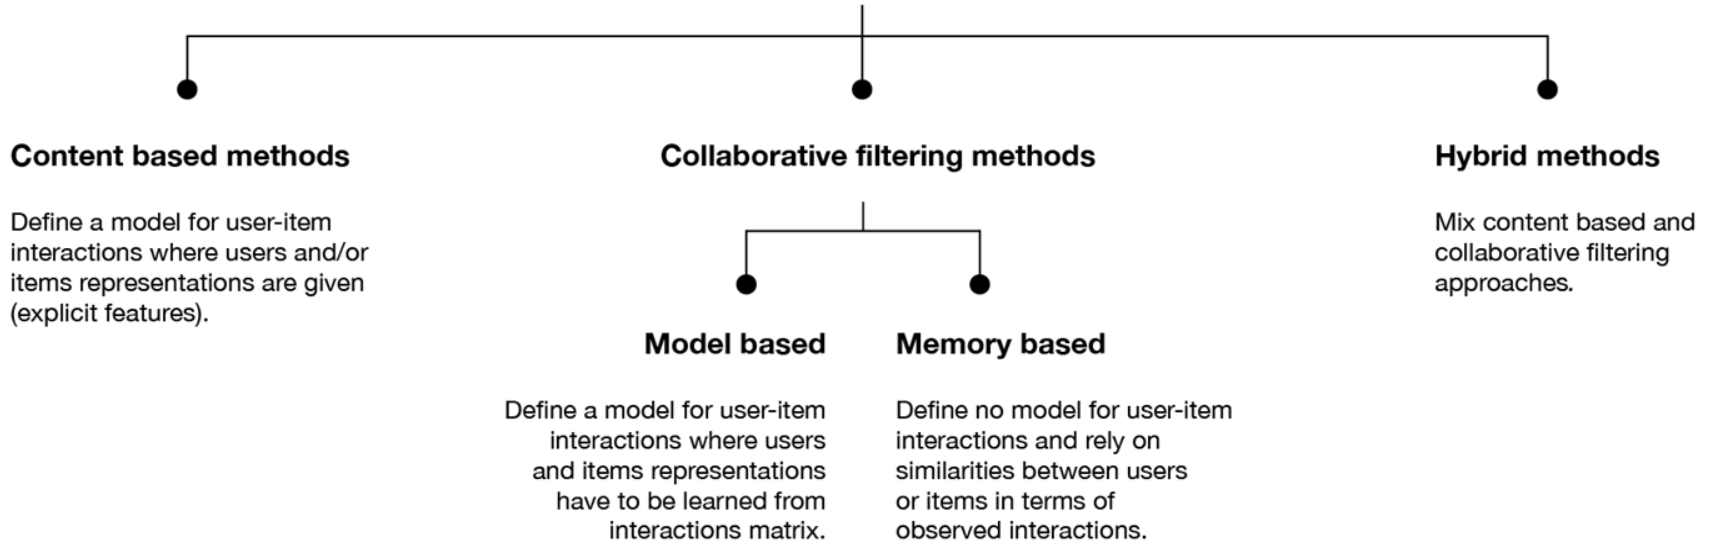 Content based methods
Define a model for user-item
interactions where users and/or
items representations are given
(explicit features).
Collaborative filtering methods
Model based
Define a model for user-item
interactions where users
and items representations
have to be learned from
interactions matrix.
Memory based
Define no model for user-item
interactions and rely on
similarities between users
or items in terms of
observed interactions.
Hybrid methods
Mix content based and
collaborative filtering
approaches.